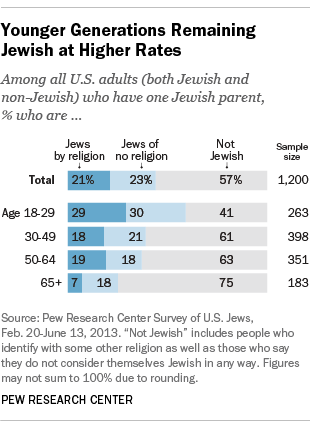 Younger Generations Remaining
Jewish at Higher Rates
Among all U.S. adults (both Jewish and
non-Jewish) who have one Jewish parent,
% who are ...
Jews by religion Jews of no religion Not Jewish Sample size
Total 21% 23% 57% 1,200
Age 18-29 29 30 41 263
30-49 18 21 61 398
50-64 19 18 63 351
65+ 7 18 75 183
Source: Pew Research Center Survey of U.S. Jews,
Feb. 20-June 13, 2013. “Not Jewish” includes people who
identify with some other religion as well as those who say
they do not consider themselves Jewish in any way. Figures
may not sum to 100% due to rounding.
PEW RESEARCH CENTER